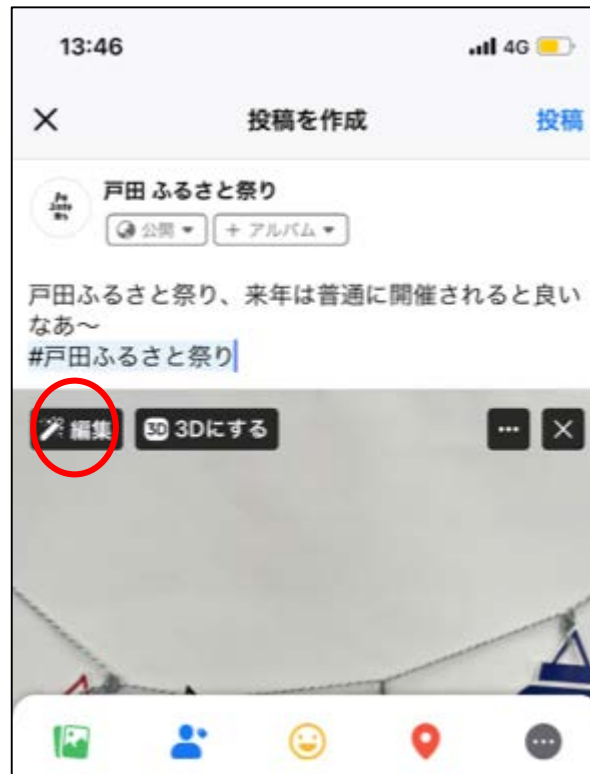 13:46
4G
投稿を作成
投稿
戸田 ふるさと祭り
公開
+ アルバム
戸田ふるさと祭り、来年は普通に開催されると良い
なあ〜
#戸田ふるさと祭り
編集
3D 3Dにする